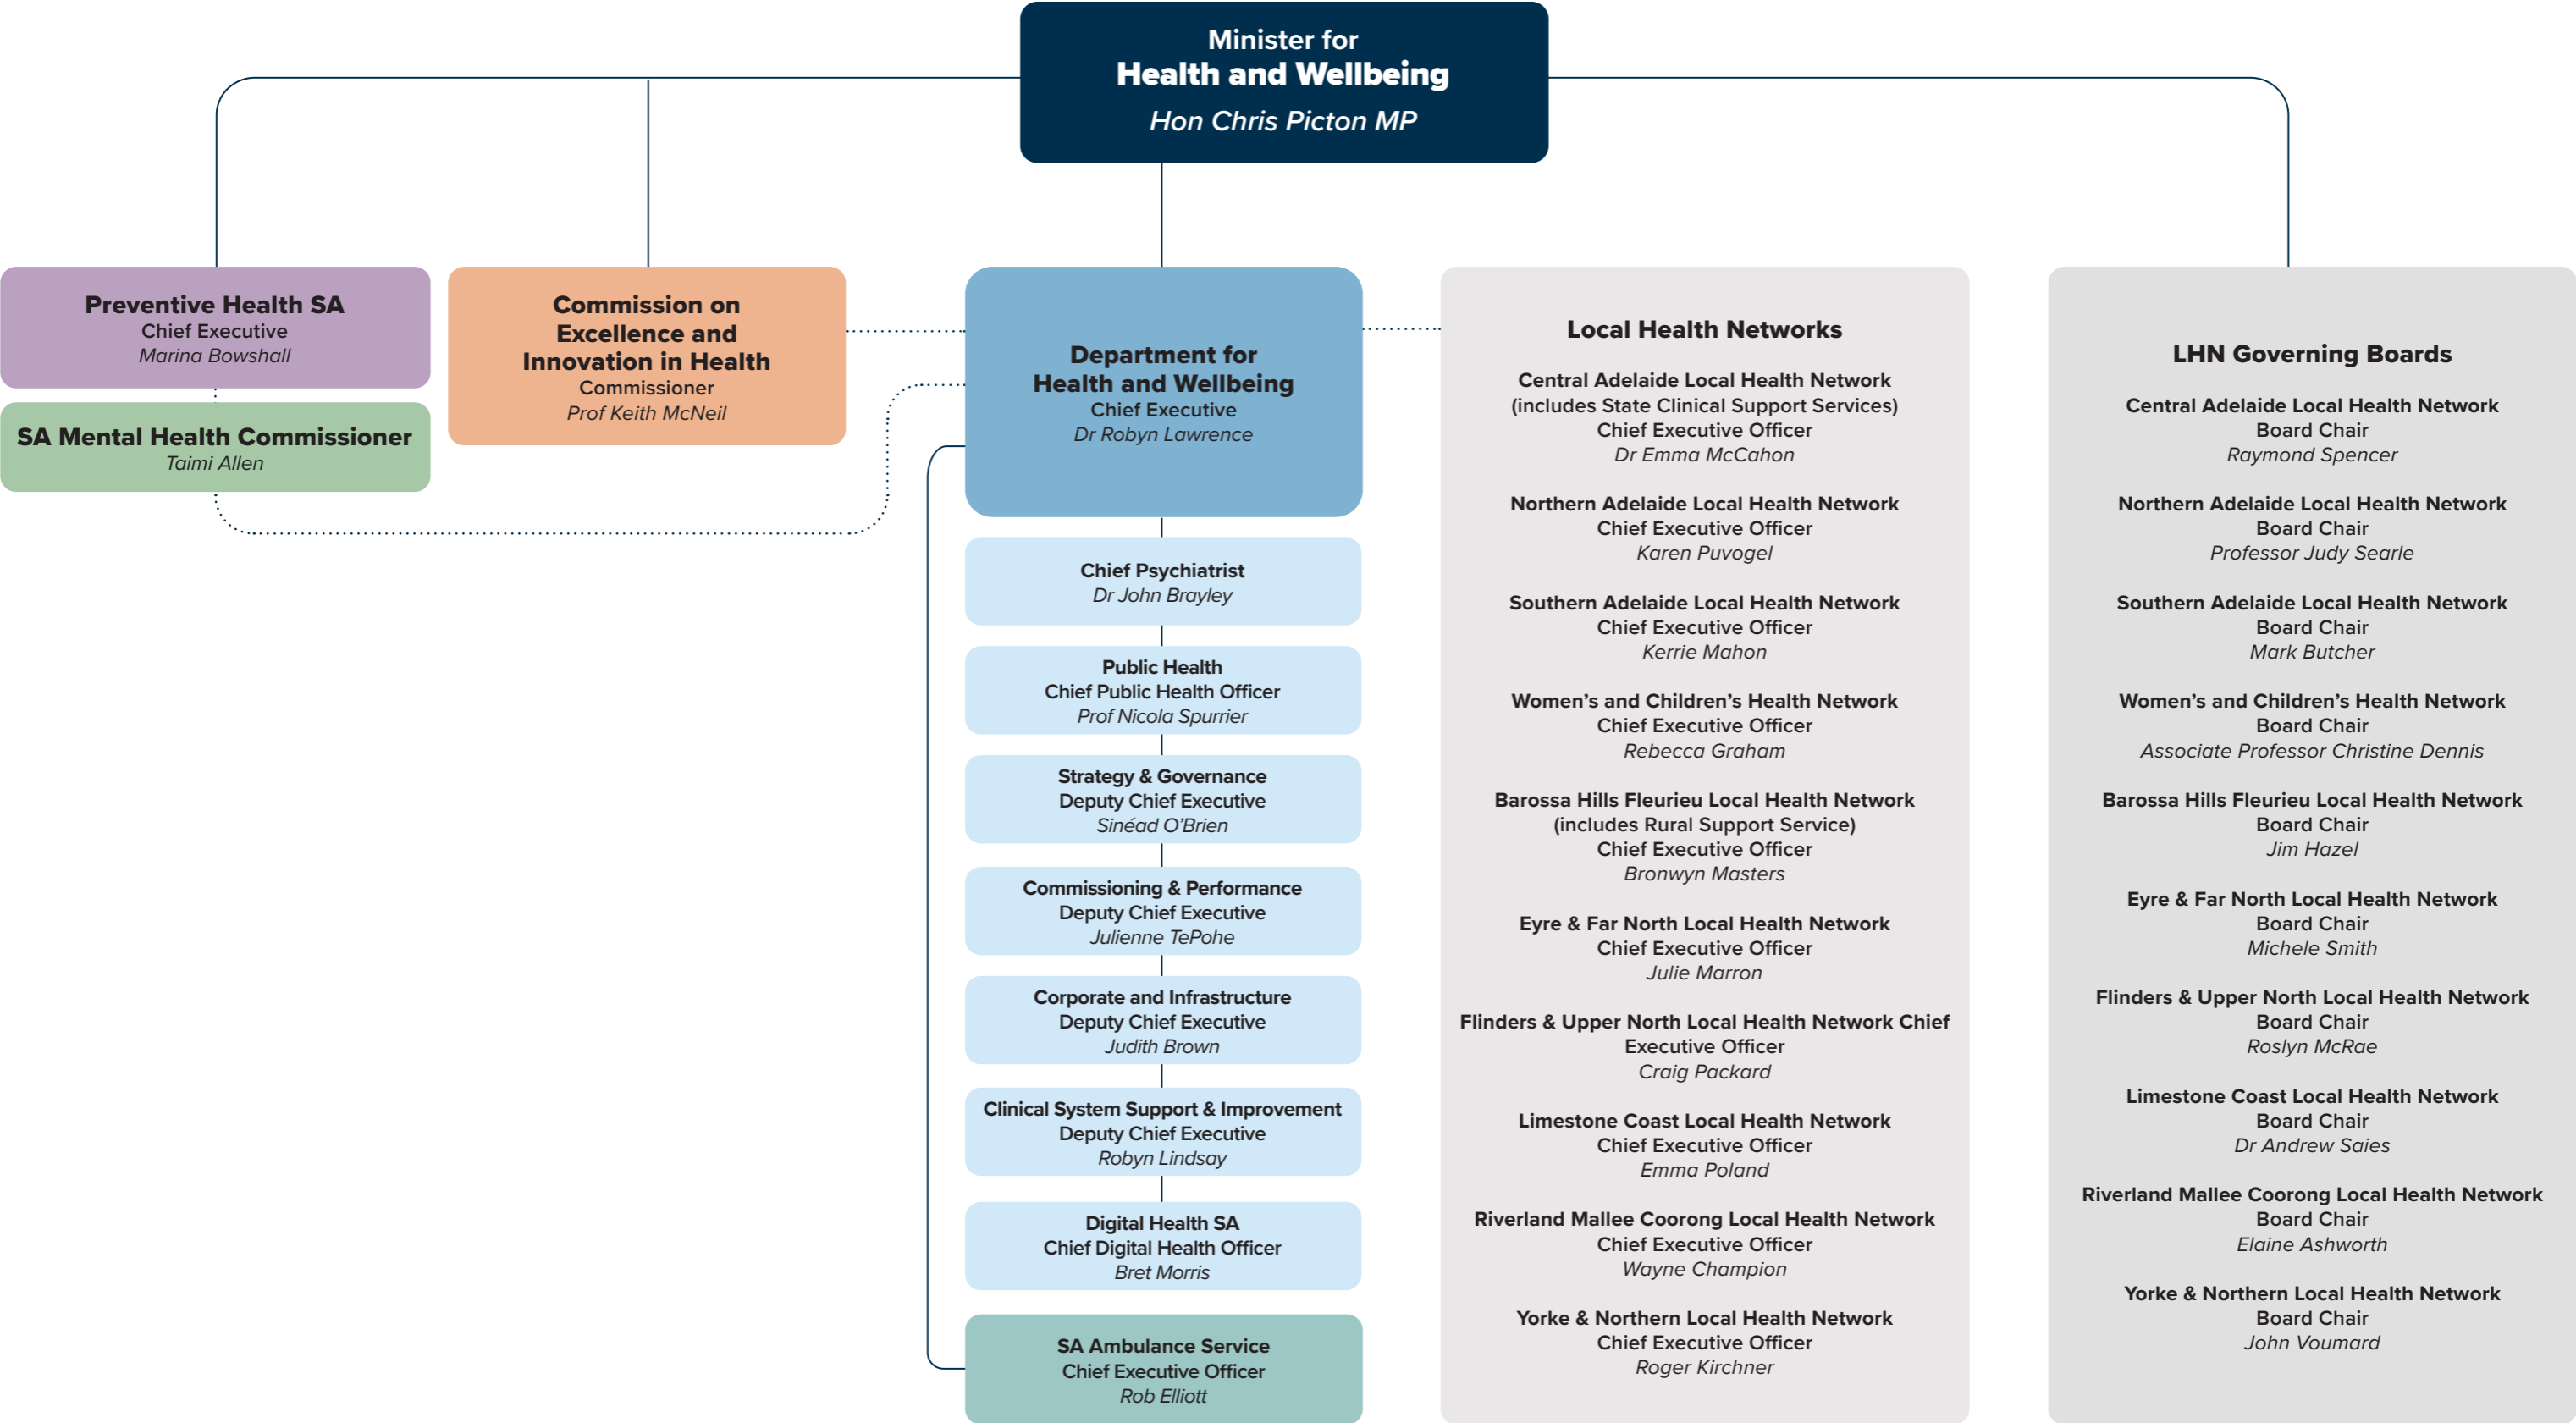 Minister for
Health and Wellbeing
Hon Chris Picton MP
Preventive Health SA
Chief Executive
Marina Bowshall
SA Mental Health Commissioner
Taimi Allen
Commission on
Excellence and
Innovation in Health
Commissioner
Prof Keith McNeil
Department for
Health and Wellbeing
Chief Executive
Dr Robyn Lawrence
Chief Psychiatrist
Dr John Brayley
Public Health
Chief Public Health Officer
Prof Nicola Spurrier
Strategy & Governance
Deputy Chief Executive
Sinéad O’Brien
Commissioning & Performance
Deputy Chief Executive
Julienne TePohe
Corporate and Infrastructure
Deputy Chief Executive
Judith Brown
Clinical System Support & Improvement
Deputy Chief Executive
Robyn Lindsay
Digital Health SA
Chief Digital Health Officer
Bret Morris
SA Ambulance Service
Chief Executive Officer
Rob Elliott
Local Health Networks
Central Adelaide Local Health Network
(includes State Clinical Support Services)
Chief Executive Officer
Dr Emma McCahon
Northern Adelaide Local Health Network
Chief Executive Officer
Karen Puvogel
Southern Adelaide Local Health Network
Chief Executive Officer
Kerrie Mahon
Women’s and Children’s Health Network
Chief Executive Officer
Rebecca Graham
Barossa Hills Fleurieu Local Health Network
(includes Rural Support Service)
Chief Executive Officer
Bronwyn Masters
Eyre & Far North Local Health Network
Chief Executive Officer
Julie Marron
Flinders & Upper North Local Health Network Chief
Executive Officer
Craig Packard
Limestone Coast Local Health Network
Chief Executive Officer
Emma Poland
Riverland Mallee Coorong Local Health Network
Chief Executive Officer
Wayne Champion
Yorke & Northern Local Health Network
Chief Executive Officer
Roger Kirchner
LHN Governing Boards
Central Adelaide Local Health Network
Board Chair
Raymond Spencer
Northern Adelaide Local Health Network
Board Chair
Professor Judy Searle
Southern Adelaide Local Health Network
Board Chair
Mark Butcher
Women’s and Children’s Health Network
Board Chair
Associate Professor Christine Dennis
Barossa Hills Fleurieu Local Health Network
Board Chair
Jim Hazel
Eyre & Far North Local Health Network
Board Chair
Michele Smith
Flinders & Upper North Local Health Network
Board Chair
Roslyn McRae
Limestone Coast Local Health Network
Board Chair
Dr Andrew Saies
Riverland Mallee Coorong Local Health Network
Board Chair
Elaine Ashworth
Yorke & Northern Local Health Network
Board Chair
John Voumard